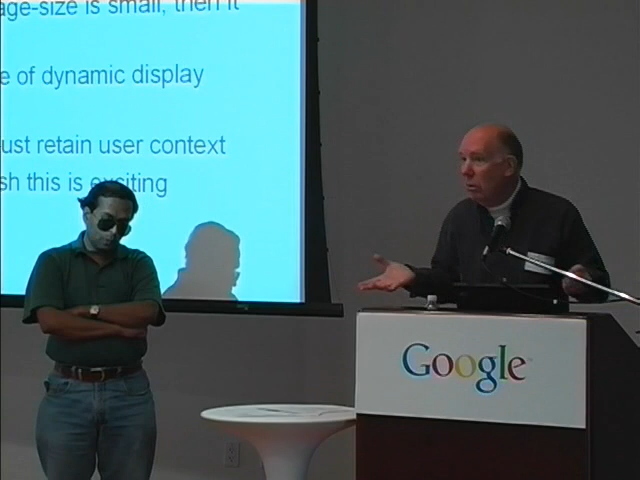 age-size is small, then it
e of dynamic display
ust retain user context
sh this is exciting
Google